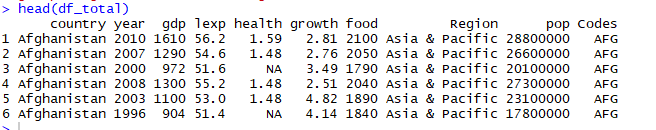 > head(df_total)
country year gdp lexp health growth food Region pop Codes
1 Afghanistan 2010 1610 56.2 1.59 2.81 2100 Asia & Pacific 28800000 AFG
2 Afghanistan 2007 1290 54.6 1.48 2.76 2050 Asia & Pacific 26600000 AFG
3 Afghanistan 2000 972 51.6 NA 3.49 1790 Asia & Pacific 20100000 AFG
4 Afghanistan 2008 1300 55.2 1.48 2.51 2040 Asia & Pacific 27300000 AFG
5 Afghanistan 2003 1100 53.0 1.48 4.82 1890 Asia & Pacific 23100000 AFG
6 Afghanistan 1996 904 51.4 NA 4.14 1840 Asia & Pacific 17800000 AFG
>